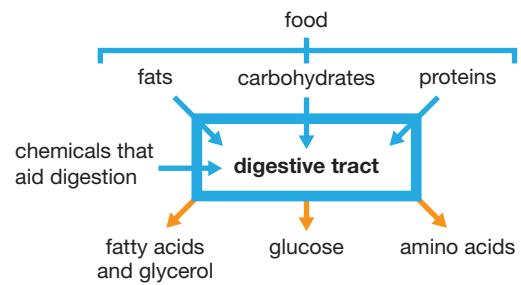 food
fats
carbohydrates
proteins
chemicals that
aid digestion
digestive tract
fatty acids
and glycerol
glucose
amino acids